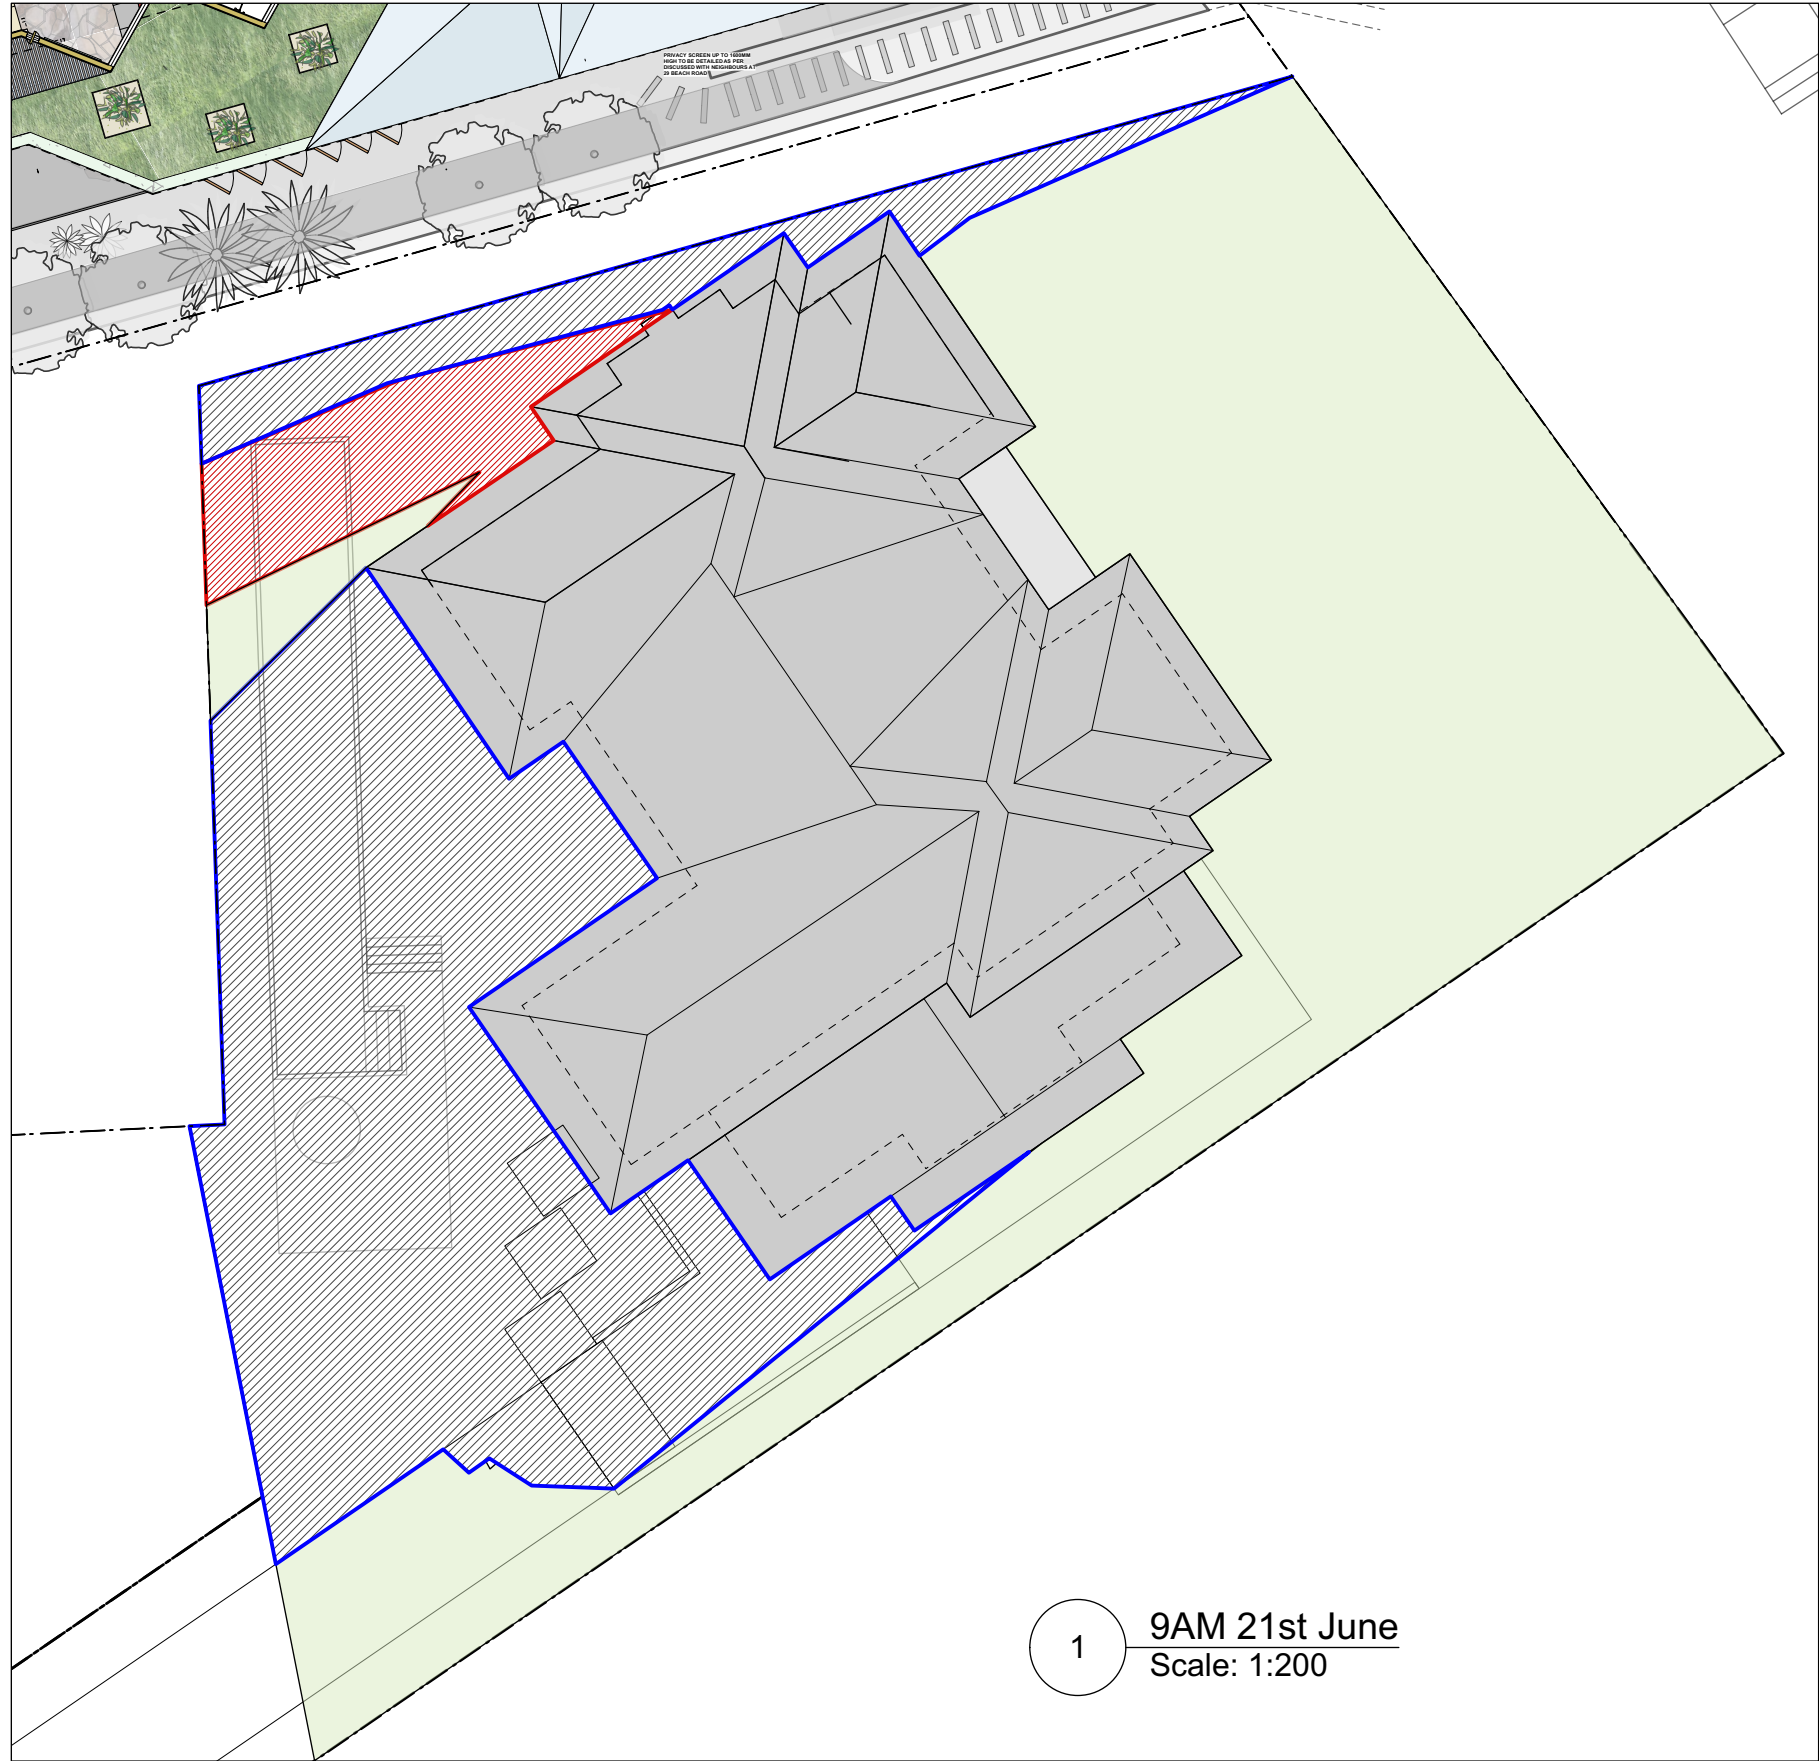 PRIVACY SCREEN UP TO 1600MM
HIGH TO BE DETAILED AS PER
DISCUSSED WITH NEIGHBOURS AT
29 BEACH ROAD
1
9AM 21st June
Scale: 1:200